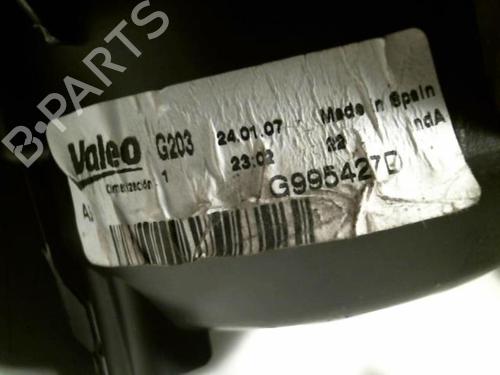 B-PARTS
Valeo G203 24.01.07 Made in Spain
Climatización 1 23:02 22 ndA
G995427D